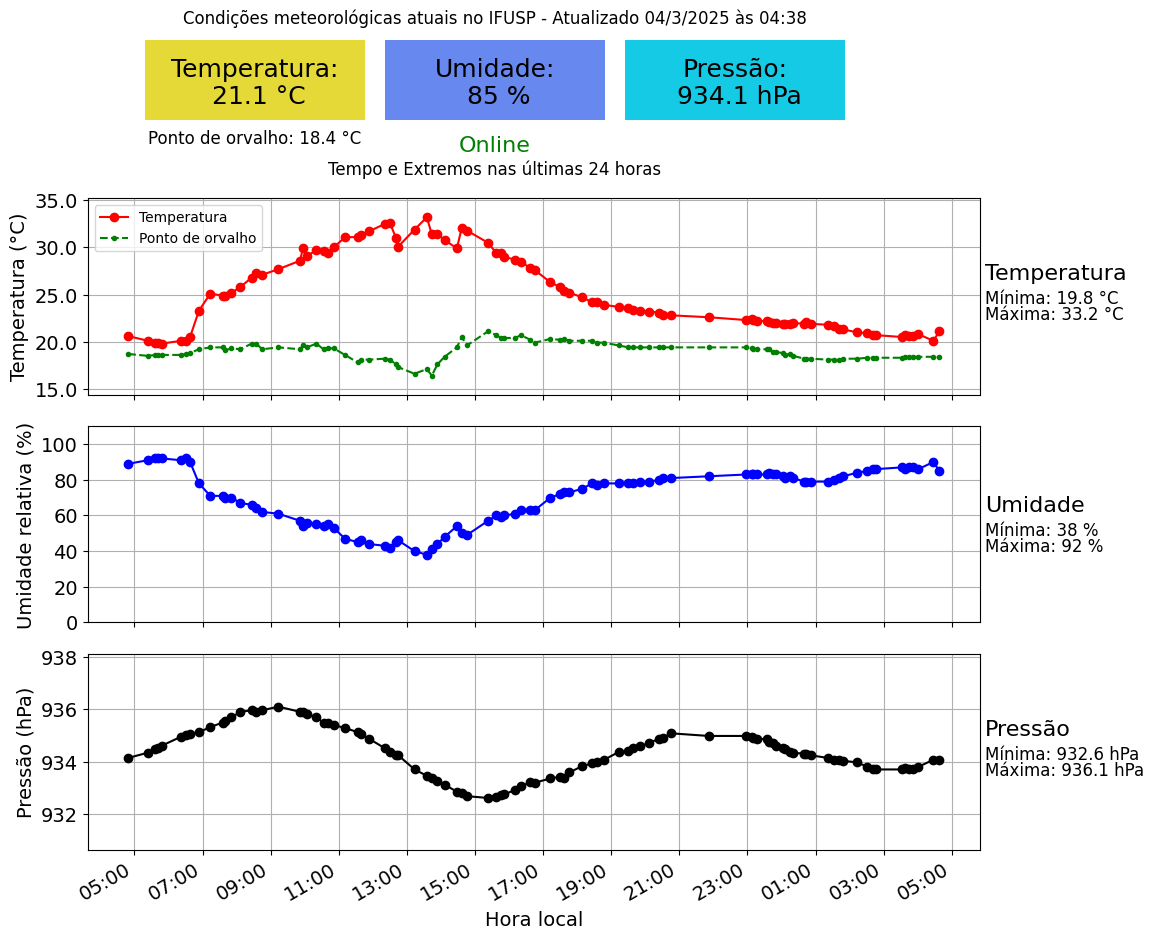 Condições meteorológicas atuais no IFUSP - Atualizado 04/3/2025 às 04:38
Temperatura:
21.1 °C
Umidade:
85 %
Pressão:
934.1 hPa
Ponto de orvalho: 18.4 °C
Online
Tempo e Extremos nas últimas 24 horas
Temperatura (°C)
35.0
30.0
25.0
20.0
15.0
Temperatura
Ponto de orvalho
Temperatura
Mínima: 19.8 °C
Máxima: 33.2 °C
Umidade relativa (%)
100
80
60
40
20
0
Umidade
Mínima: 38 %
Máxima: 92 %
Pressão (hPa)
938
936
934
932
Pressão
Mínima: 932.6 hPa
Máxima: 936.1 hPa
05:00 07:00 09:00 11:00 13:00 15:00 17:00 19:00 21:00 23:00 01:00 03:00 05:00
Hora local